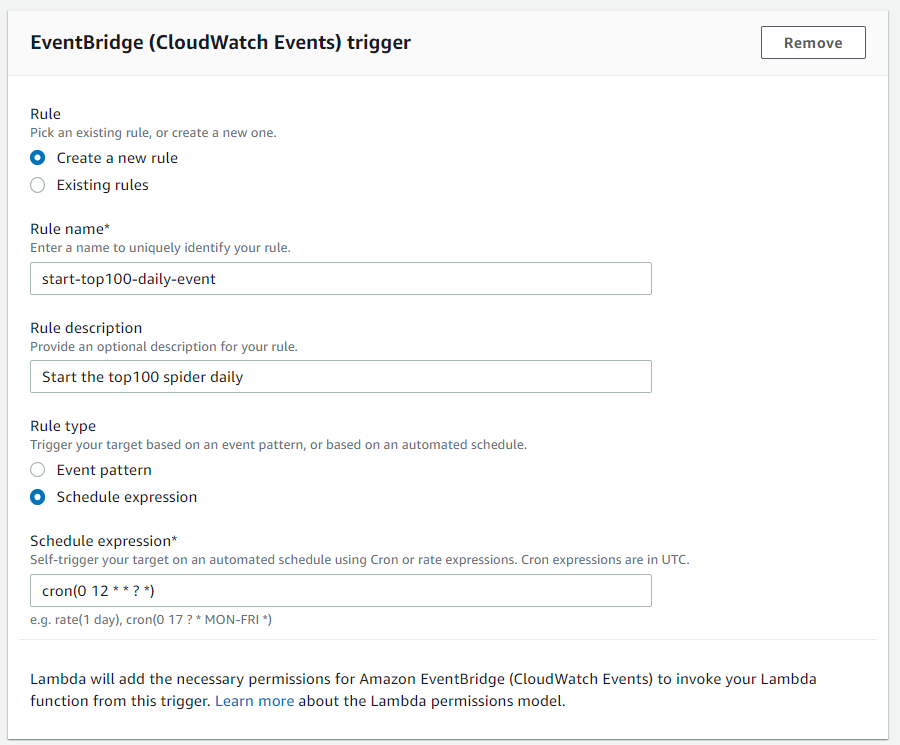 EventBridge (CloudWatch Events) trigger
Remove
Rule
Pick an existing rule, or create a new one.
Create a new rule
Existing rules
Rule name*
Enter a name to uniquely identify your rule.
start-top100-daily-event
Rule description
Provide an optional description for your rule.
Start the top100 spider daily
Rule type
Trigger your target based on an event pattern, or based on an automated schedule.
Event pattern
Schedule expression
Schedule expression*
Self-trigger your target on an automated schedule using Cron or rate expressions. Cron expressions are in UTC.
cron(0 12 * * ? *)
e.g. rate(1 day), cron(0 17 ? * MON-FRI *)
Lambda will add the necessary permissions for Amazon EventBridge (CloudWatch Events) to invoke your Lambda
function from this trigger. Learn more about the Lambda permissions model.